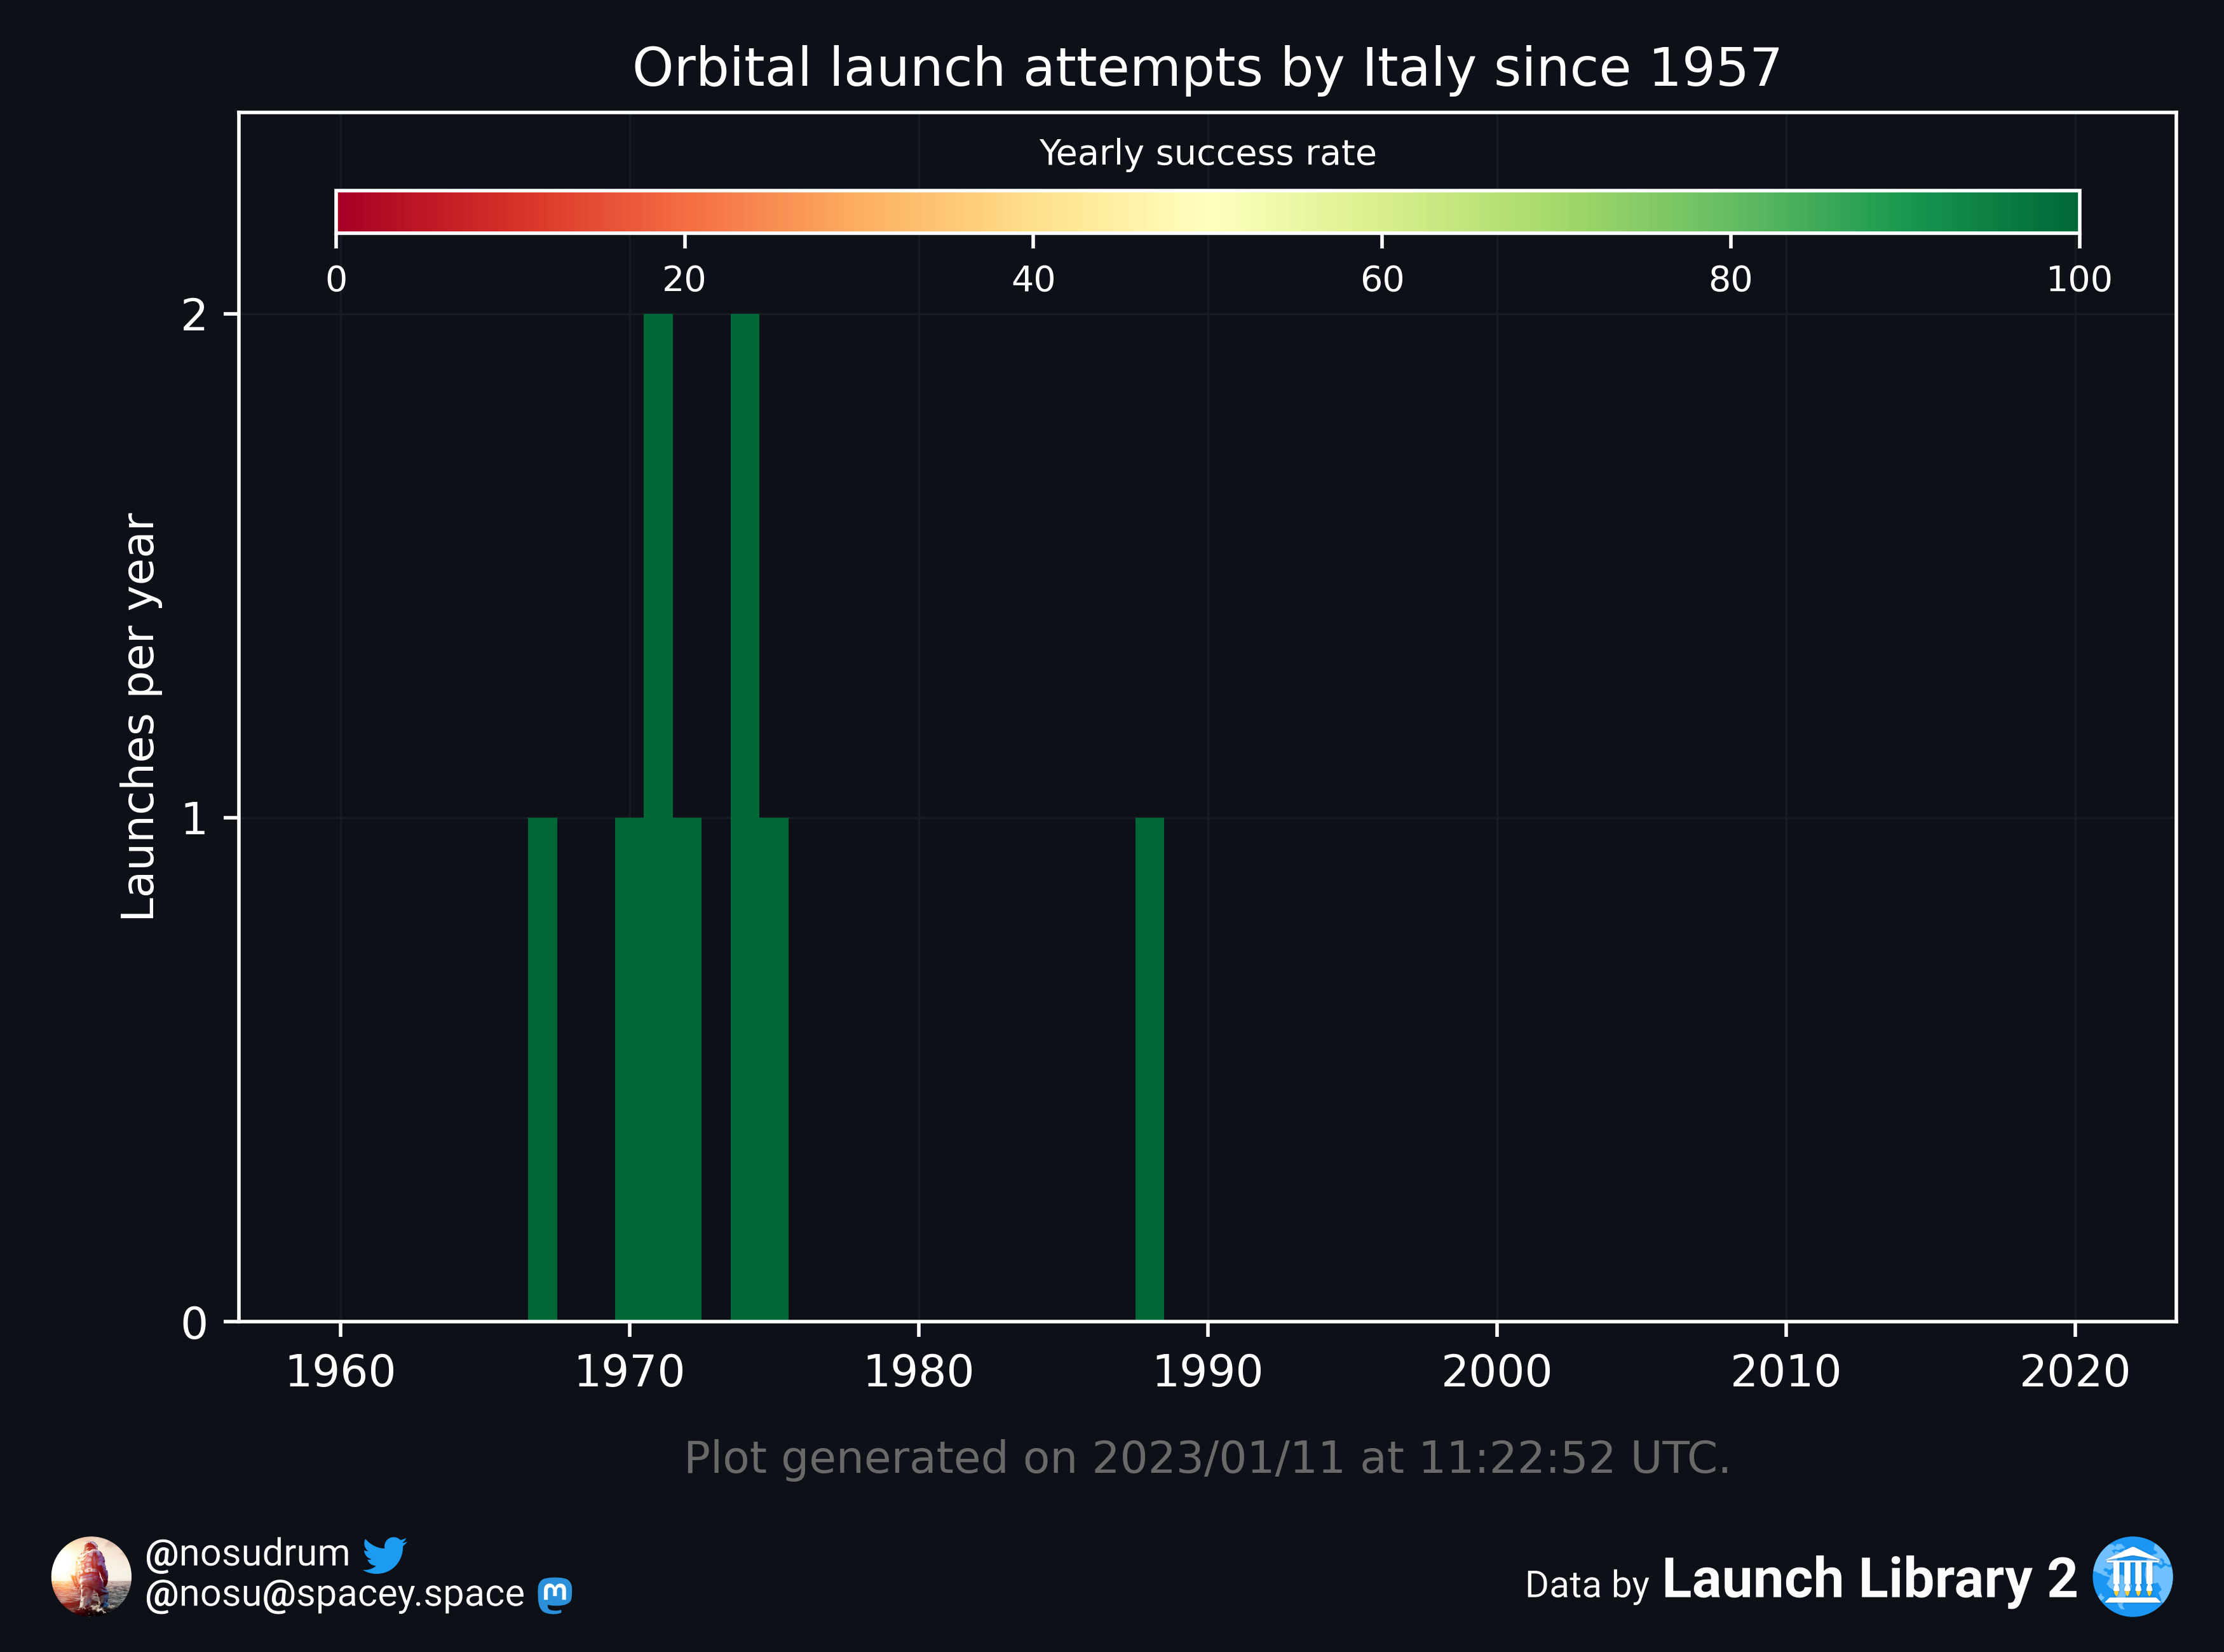 Orbital launch attempts by Italy since 1957
Yearly success rate
0 20 40 60 80 100
Launches per year
2
1
0
1960 1970 1980 1990 2000 2010 2020
Plot generated on 2023/01/11 at 11:22:52 UTC.
@nosudrum
@nosu@spacey.space
Data by Launch Library 2